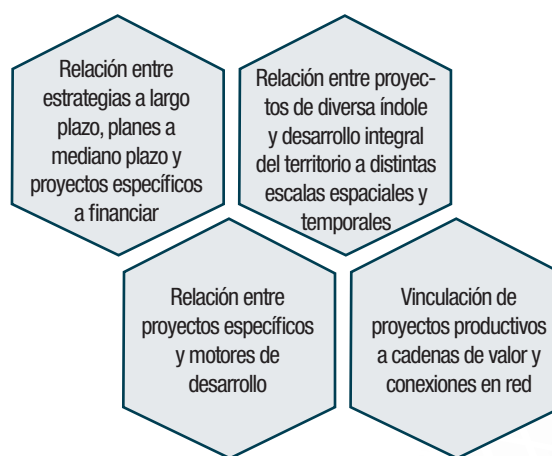 Relación entre
estrategias a largo
plazo, planes a
mediano plazo y
proyectos específicos
a financiar
Relación entre proyec-
tos de diversa índole
y desarrollo integral
del territorio a distintas
escalas espaciales y
temporales
Relación entre
proyectos específicos
y motores de
desarrollo
Vinculación de
proyectos productivos
a cadenas de valor y
conexiones en red